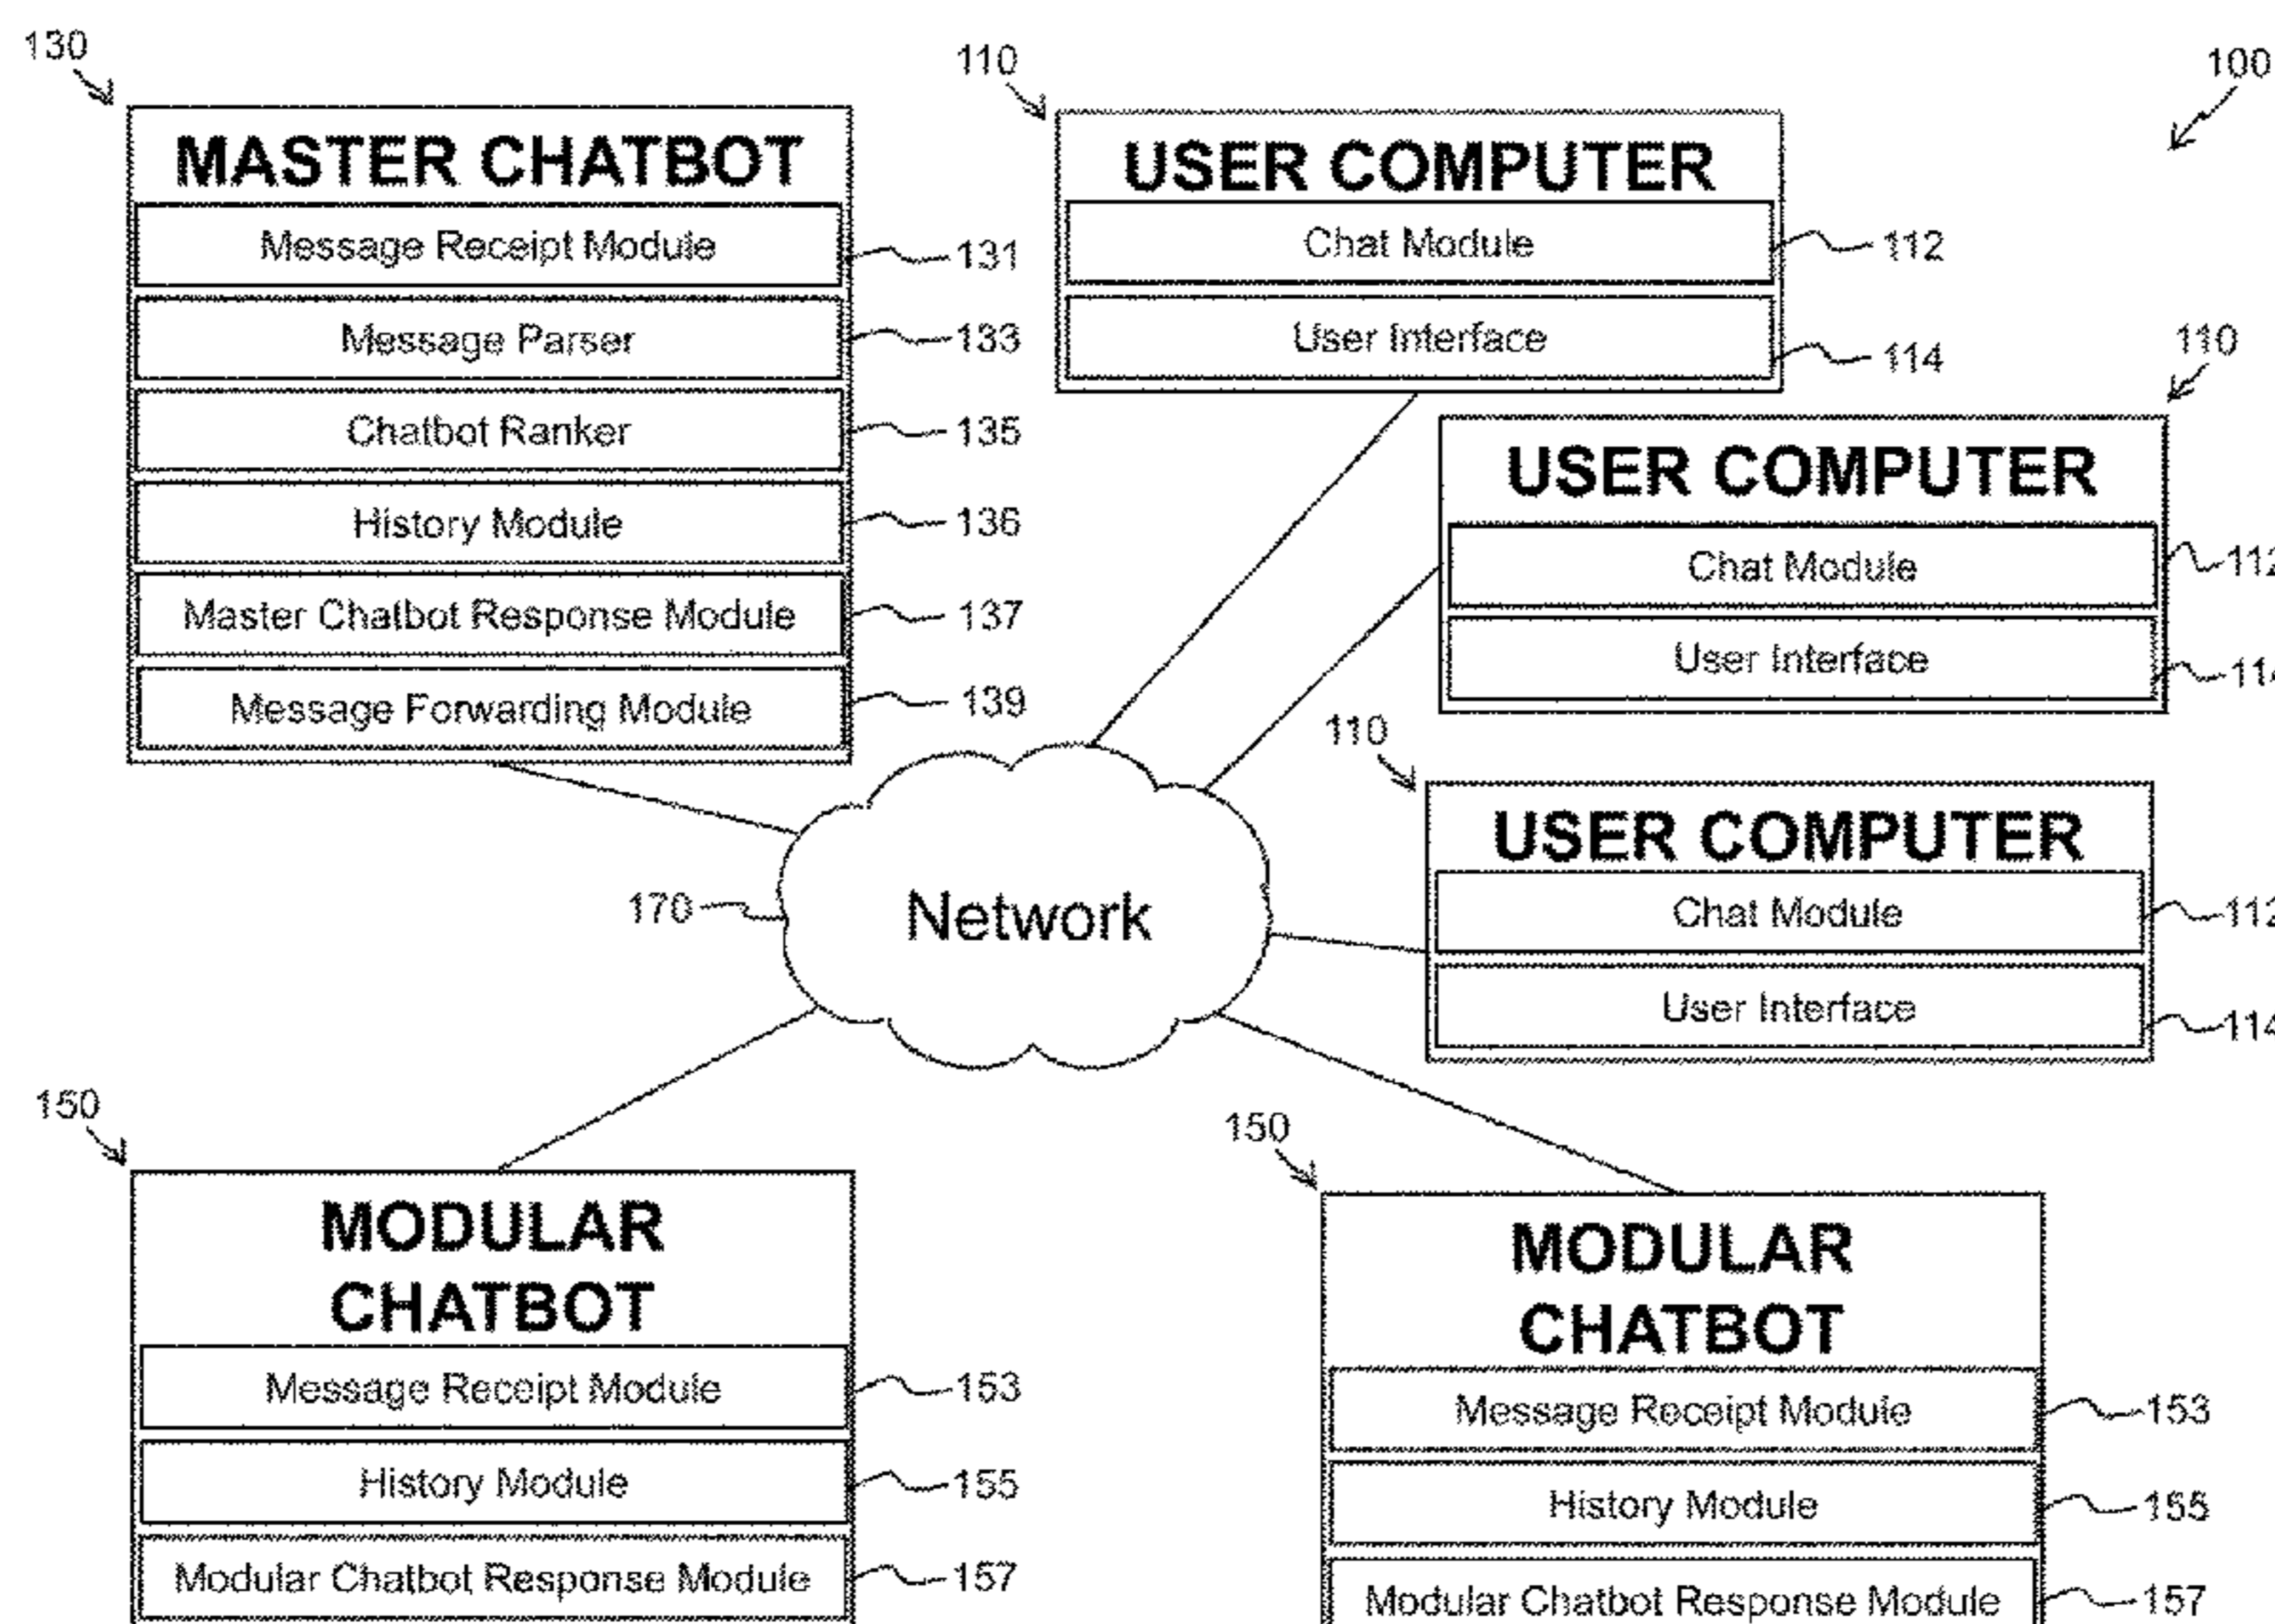 130
MASTER CHATBOT
Message Receipt Module
131
Message Parser
133
Chatbot Ranker
135
History Module
136
Master Chatbot Response Module
137
Message Forwarding Module
139
110
USER COMPUTER
Chat Module
112
User Interface
114
100
110
USER COMPUTER
Chat Module
112
User Interface
114
110
USER COMPUTER
Chat Module
112
User Interface
114
170
Network
150
MODULAR
CHATBOT
Message Receipt Module
153
History Module
155
Modular Chatbot Response Module
157
150
MODULAR
CHATBOT
Message Receipt Module
153
History Module
155
Modular Chatbot Response Module
157